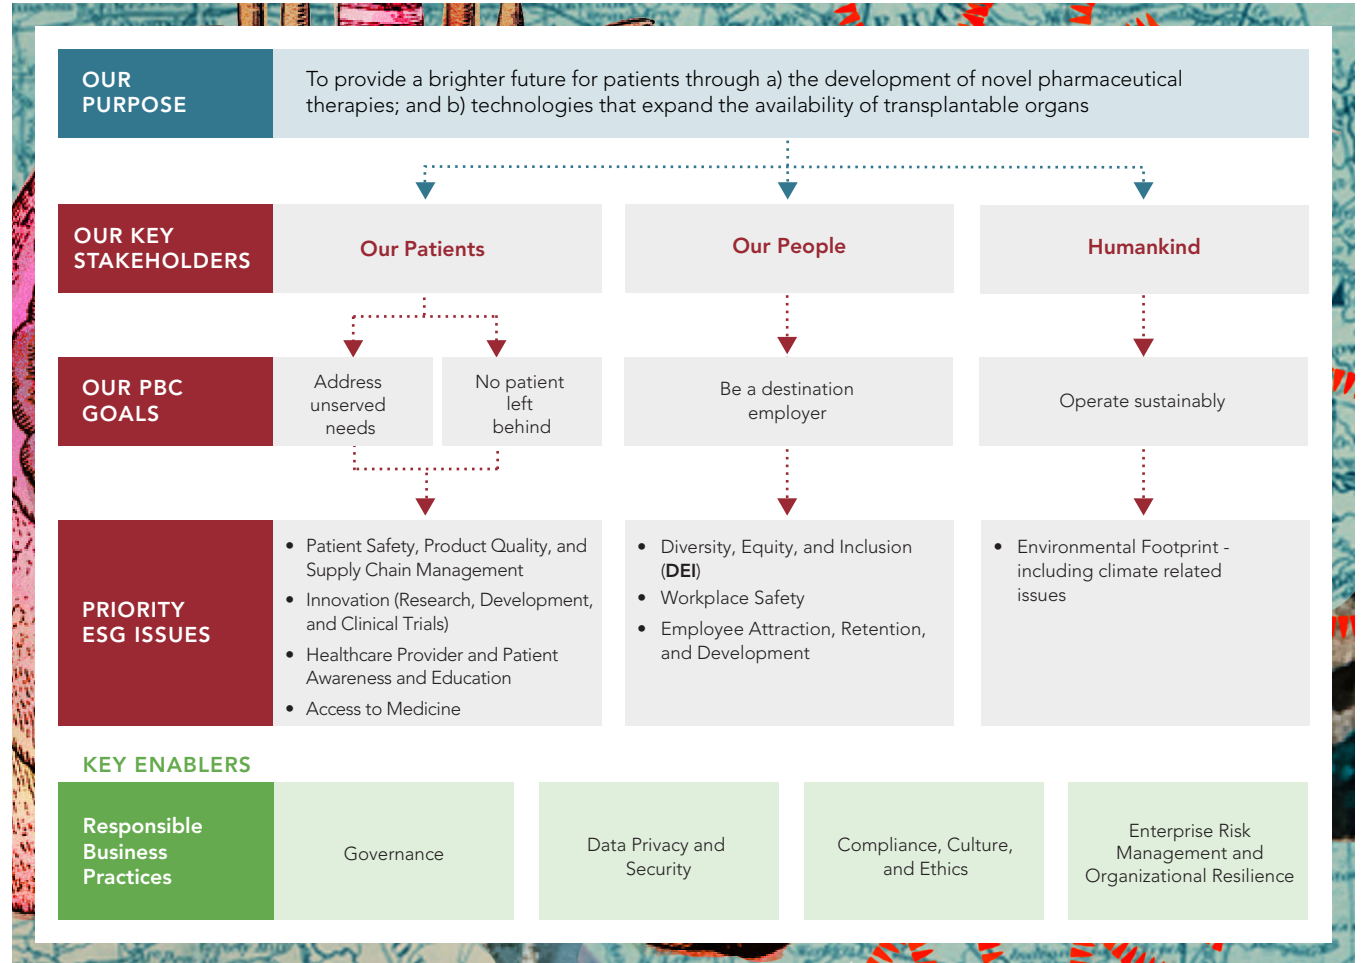 OUR
PURPOSE
To provide a brighter future for patients through a) the development of novel pharmaceutical
therapies; and b) technologies that expand the availability of transplantable organs
OUR KEY
STAKEHOLDERS
Our Patients
Our People
Humankind
OUR PBC
GOALS
Address
unserved
needs
No patient
left
behind
Be a destination
employer
Operate sustainably
PRIORITY
ESG ISSUES
• Patient Safety, Product Quality, and
Supply Chain Management
• Innovation (Research, Development,
and Clinical Trials)
• Healthcare Provider and Patient
Awareness and Education
• Access to Medicine
• Diversity, Equity, and Inclusion
(DEI)
• Workplace Safety
• Employee Attraction, Retention,
and Development
• Environmental Footprint -
including climate related
issues
KEY ENABLERS
Responsible
Business
Practices
Governance
Data Privacy and
Security
Compliance, Culture,
and Ethics
Enterprise Risk
Management and
Organizational Resilience